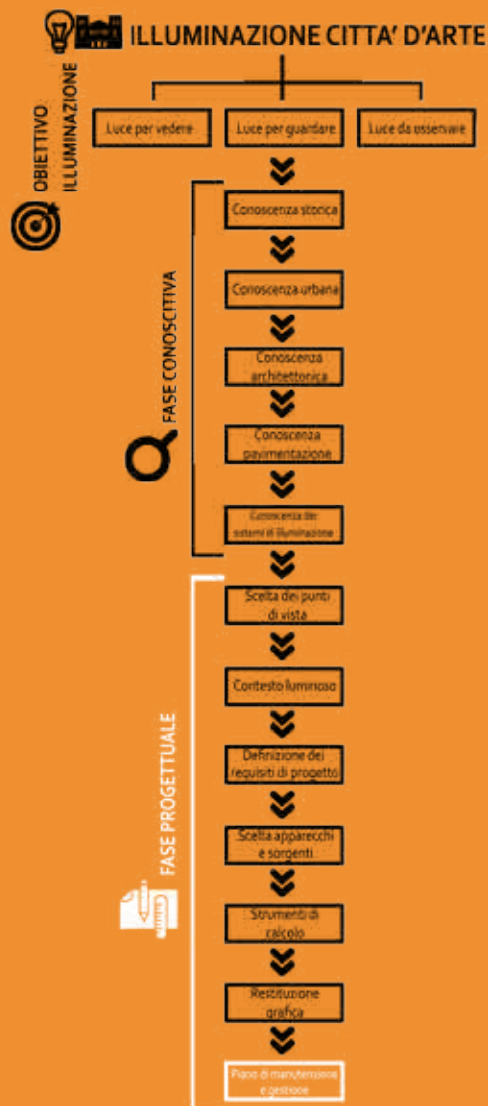 ILLUMINAZIONE CITTA' D'ARTE
OBIETTIVO
ILLUMINAZIONE
Luce per vedere
Luce per guardare
Luce da osservare
FASE CONOSCITIVA
Conoscenza storica
Conoscenza urbana
Conoscenza
architettonica
Conoscenza
pavimentazione
Conoscenza dei
sistemi di illuminazione
FASE PROGETTUALE
Scelta dei punti
di vista
Contesto luminoso
Definizione dei
requisiti di progetto
Scelta apparecchi
e sorgenti
Strumenti di
calcolo
Restituzione
grafica
Piano di manutenzione
e gestione